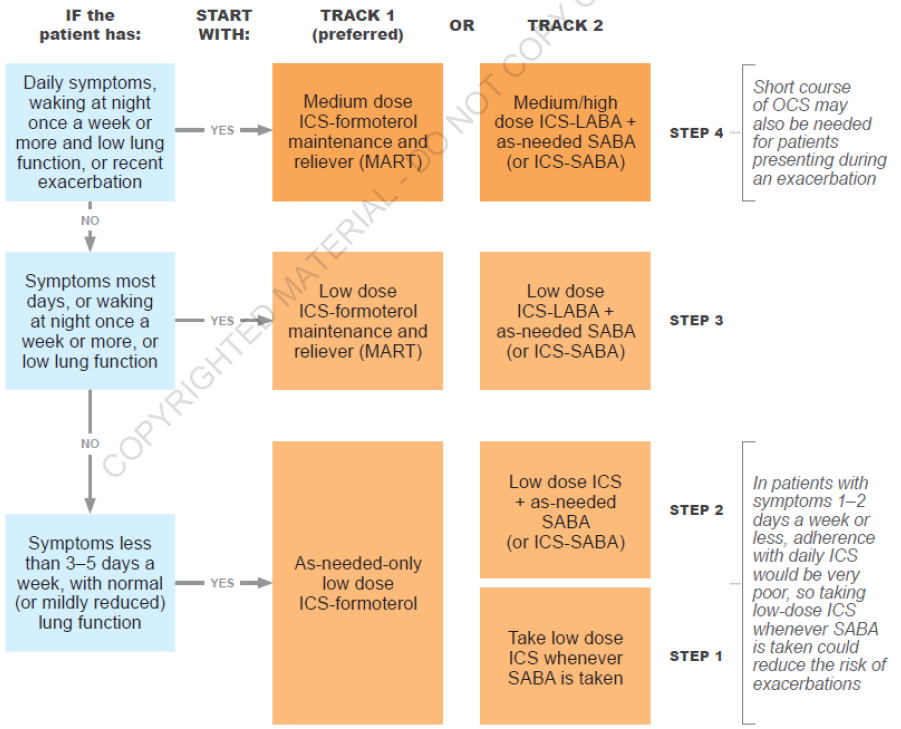 IF the
patient has:
START
WITH:
TRACK 1
(preferred)
OR
TRACK 2
Daily symptoms,
waking at night
once a week or
more and low lung
function, or recent
exacerbation
YES
Medium dose
ICS-formoterol
maintenance and
reliever (MART)
Medium/high
dose ICS-LABA +
as-needed SABA
(or ICS-SABA)
STEP 4
Short course
of OCS may
also be needed
for patients
presenting during
an exacerbation
NO
Symptoms most
days, or waking
at night once a
week or more, or
low lung function
YES
Low dose
ICS-formoterol
maintenance and
reliever (MART)
Low dose
ICS-LABA +
as-needed SABA
(or ICS-SABA)
STEP 3
NO
Symptoms less
than 3–5 days a
week, with normal
(or mildly reduced)
lung function
YES
As-needed-only
low dose
ICS-formoterol
Low dose ICS
+ as-needed
SABA
(or ICS-SABA)
STEP 2
Take low dose
ICS whenever
SABA is taken
STEP 1
In patients with
symptoms 1–2
days a week or
less, adherence
with daily ICS
would be very
poor, so taking
low-dose ICS
whenever SABA
is taken could
reduce the risk of
exacerbations
COPYRIGHTED MATERIAL - DO NOT COPY